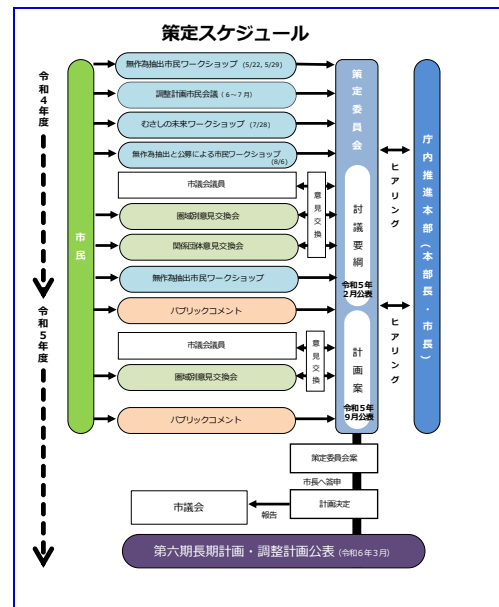 策定スケジュール
令和4年度
令和5年度
市民
無作為抽出市民ワークショップ (5/22, 5/29)
調整計画市民会議 (6～7月)
むさしの未来ワークショップ (7/28)
無作為抽出と公募による市民ワークショップ
(8/6)
市議会議員
圏域別意見交換会
関係団体意見交換会
意見交換
無作為抽出市民ワークショップ
パブリックコメント
市議会議員
圏域別意見交換会
意見交換
パブリックコメント
策定委員会
討議要綱
令和5年
2月公表
計画案
令和5年
9月公表
ヒアリング
ヒアリング
庁内推進本部(本部長・市長)
策定委員会案
市長へ答申
計画決定
報告
市議会
第六期長期計画・調整計画公表 (令和6年3月)